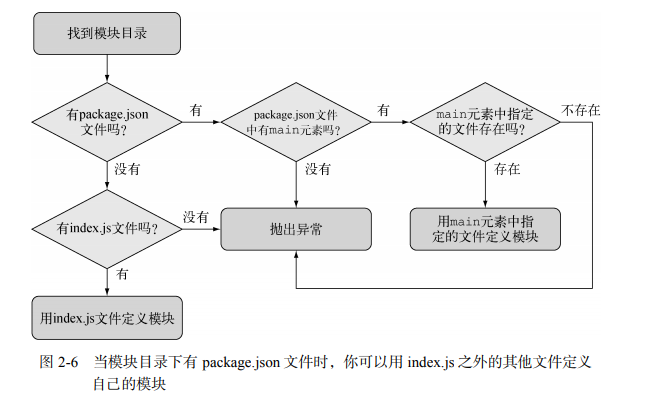 找到模块目录
有package.json
文件吗？
有
package.json文件
中有main元素吗？
有
main元素中指定
的文件存在吗？
不存在
没有
没有
存在
有index.js文件吗？
没有
抛出异常
用main元素中指
定的文件定义模块
有
用index.js文件定义模块
图 2-6 当模块目录下有 package.json 文件时，你可以用 index.js 之外的其他文件定义
自己的模块